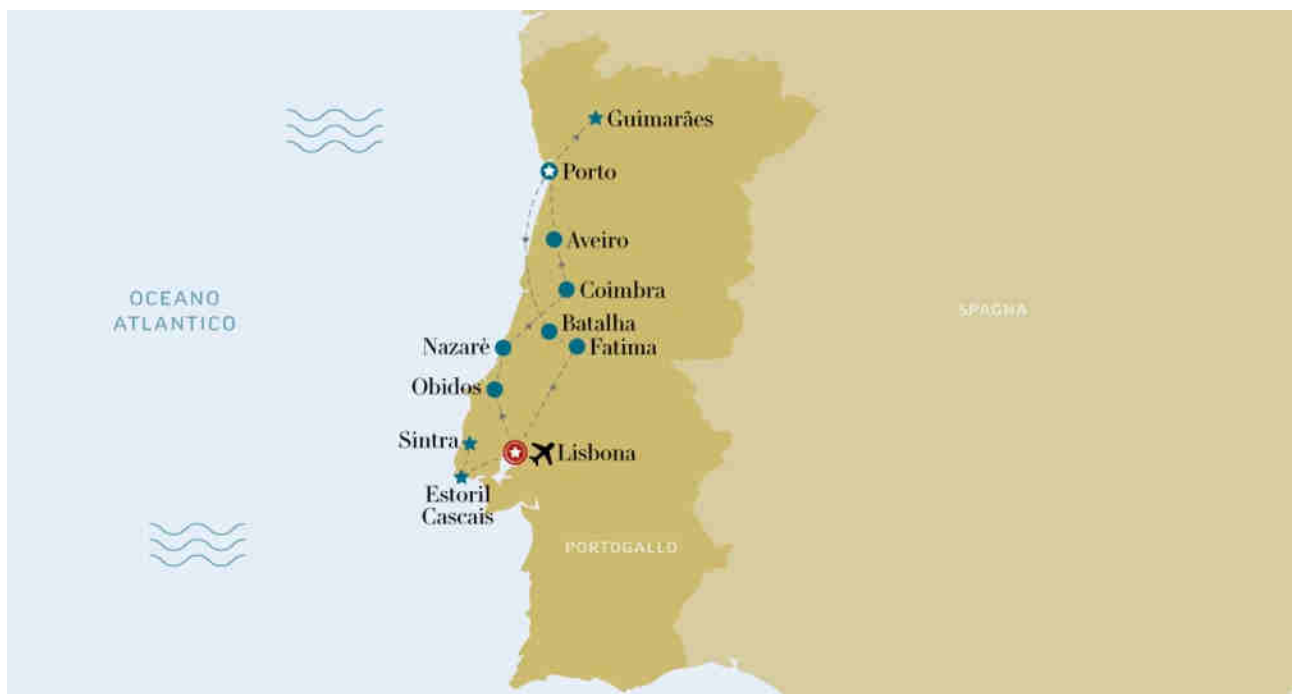 Guimarães
Porto
Aveiro
Coimbra
OCEANO
ATLANTICO
SPAGNA
Batalha
Nazarè
Fatima
Obidos
Sintra
Lisbona
Estoril
Cascais
PORTOGALLO